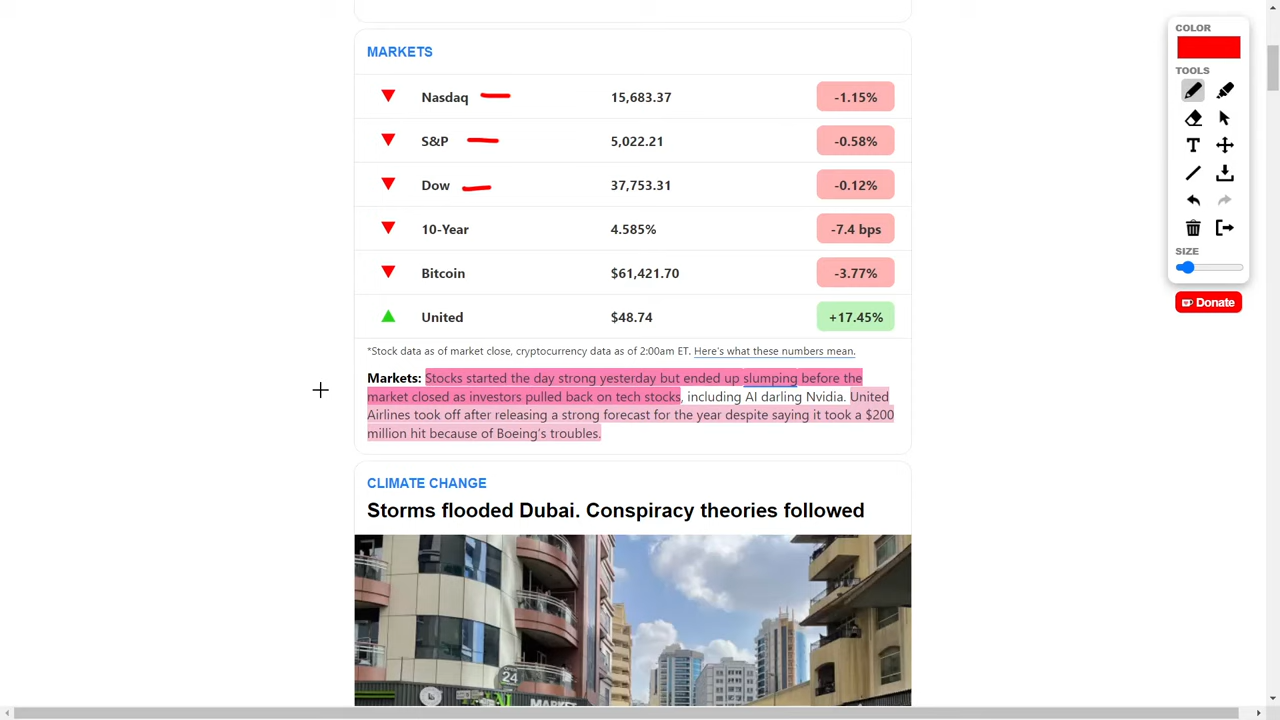 MARKETS
Nasdaq 15,683.37 -1.15%
S&P 5,022.21 -0.58%
Dow 37,753.31 -0.12%
10-Year 4.585% -7.4 bps
Bitcoin $61,421.70 -3.77%
United $48.74 +17.45%
*Stock data as of market close, cryptocurrency data as of 2:00am ET. Here's what these numbers mean.
Markets: Stocks started the day strong yesterday but ended up slumping before the
market closed as investors pulled back on tech stocks, including AI darling Nvidia. United
Airlines took off after releasing a strong forecast for the year despite saying it took a $200
million hit because of Boeing's troubles.
CLIMATE CHANGE
Storms flooded Dubai. Conspiracy theories followed
24
MARKET
COLOR
TOOLS
T
SIZE
Donate